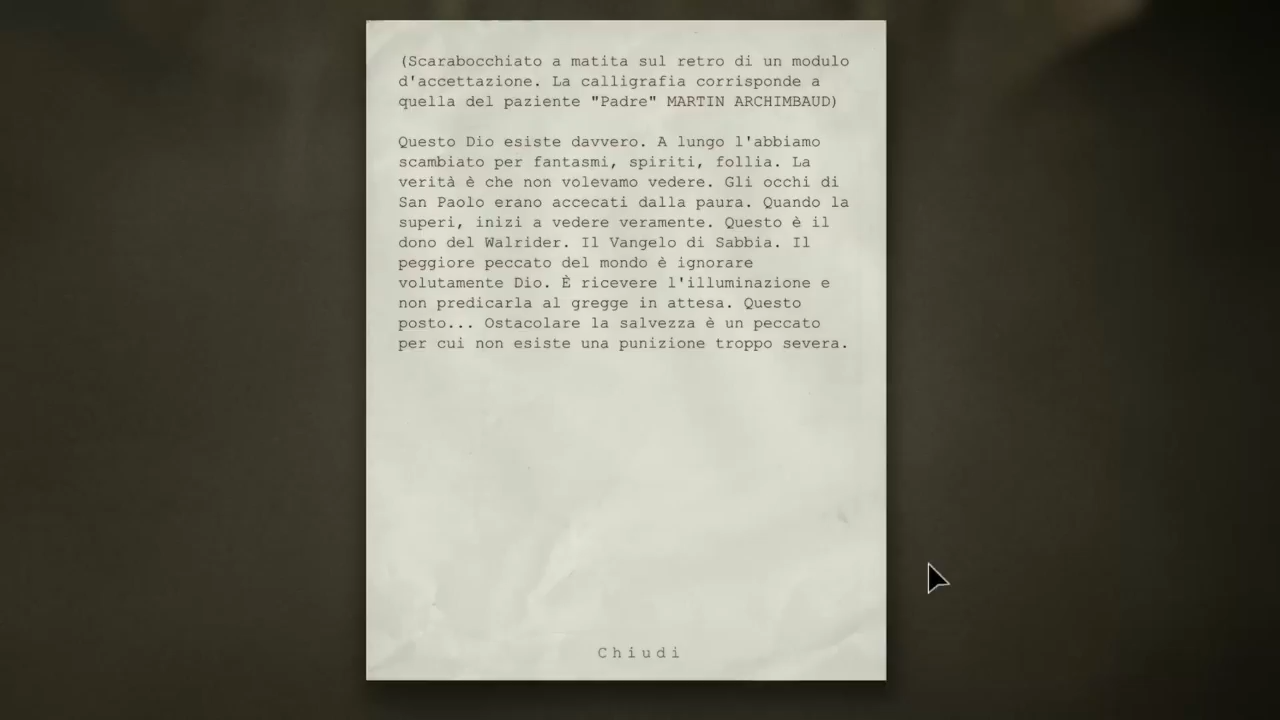 (Scarabocchiato a matita sul retro di un modulo
d'accettazione. La calligrafia corrisponde a
quella del paziente "Padre" MARTIN ARCHIMBAUD)
Questo Dio esiste davvero. A lungo l'abbiamo
scambiato per fantasmi, spiriti, follia. La
verità è che non volevamo vedere. Gli occhi di
San Paolo erano accecati dalla paura. Quando la
superi, inizi a vedere veramente. Questo è il
dono del Walrider. Il Vangelo di Sabbia. Il
peggiore peccato del mondo è ignorare
volutamente Dio. È ricevere l'illuminazione e
non predicarla al gregge in attesa. Questo
posto... Ostacolare la salvezza è un peccato
per cui non esiste una punizione troppo severa.
Chiudi